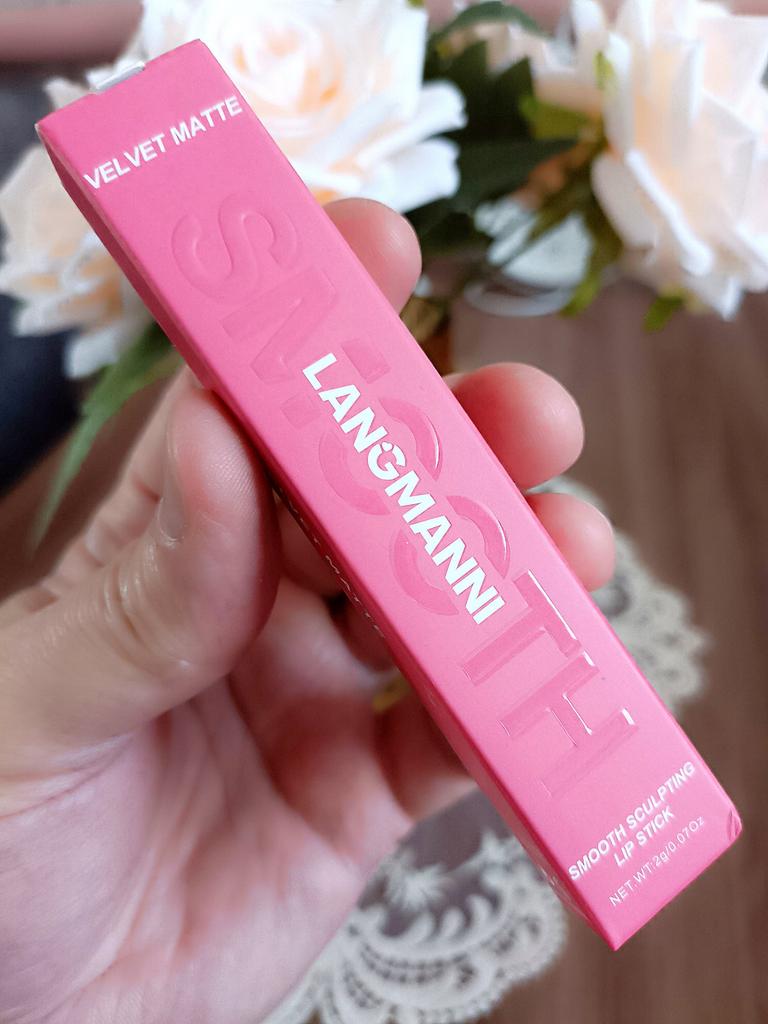 VELVET MATTE
SMOOTH
LANGMANNI
SMOOTH SCULPTING
LIP STICK
NET.WT:2g/0.07Oz